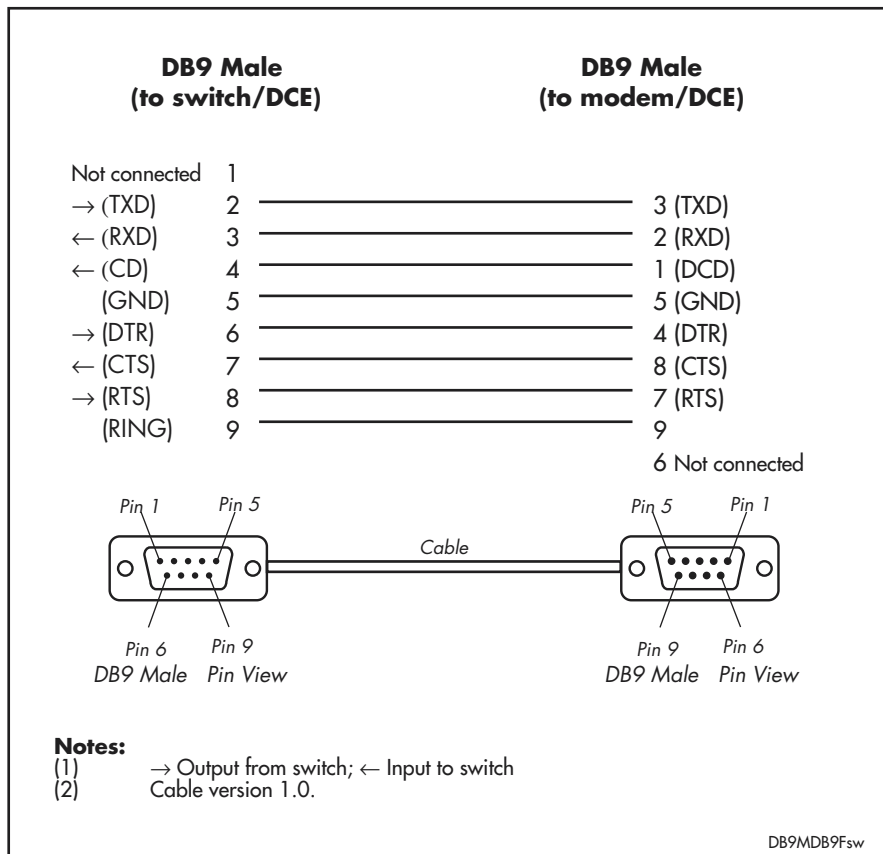 DB9 Male DB9 Male
(to switch/DCE) (to modem/DCE)
Not connected 1
→ (TXD) 2 3 (TXD)
← (RXD) 3 2 (RXD)
← (CD) 4 1 (DCD)
(GND) 5 5 (GND)
→ (DTR) 6 4 (DTR)
← (CTS) 7 8 (CTS)
→ (RTS) 8 7 (RTS)
(RING) 9 9
6 Not connected
Pin 1 Pin 5 Pin 5 Pin 1
Cable
Pin 6 Pin 9 Pin 9 Pin 6
DB9 Male Pin View DB9 Male Pin View
Notes:
(1) → Output from switch; ← Input to switch
(2) Cable version 1.0.
DB9MDB9Fsw